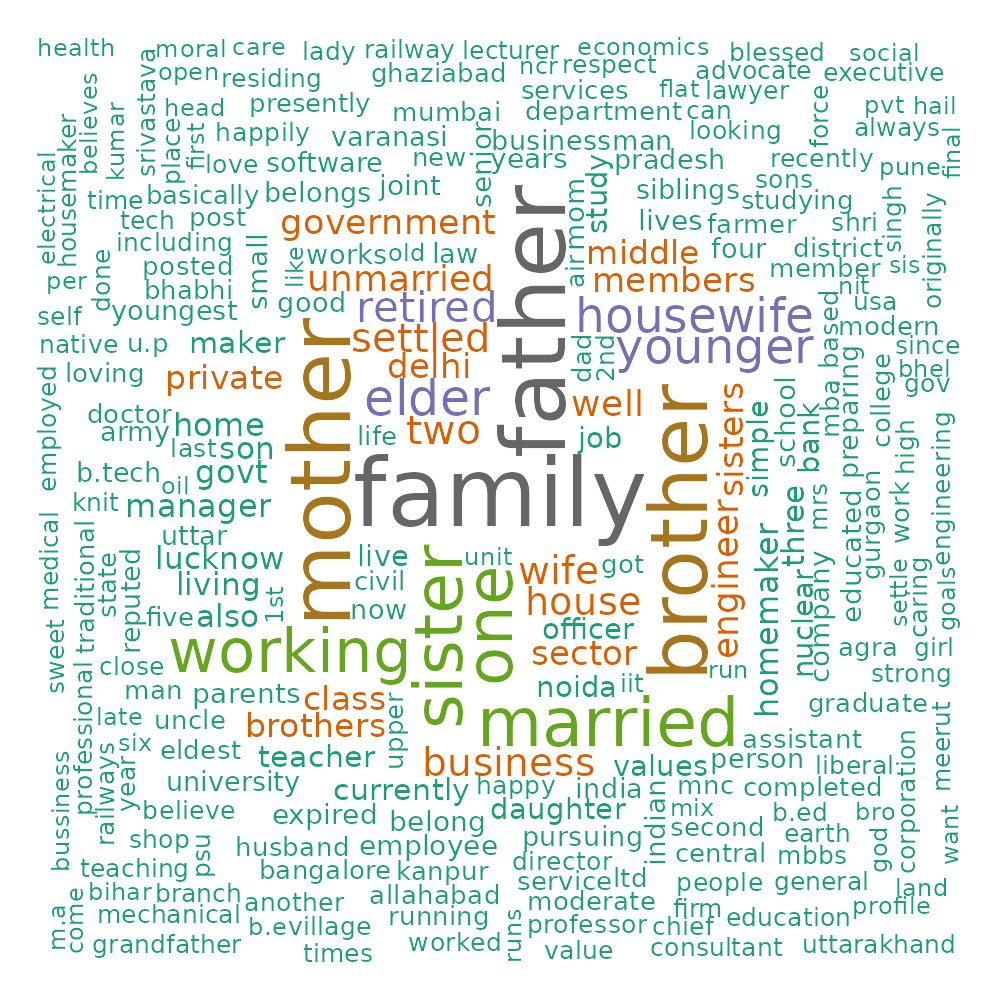 health
moral
care
lady
railway
lecturer
economics
blessed
social
srivastava
open
residing
ghaziabad
ncr
respect
advocate
executive
believes
kumar
head
presently
mumbai
services
flat
lawyer
department
can
force
pvt
hail
housemaker
electrical
place
first
happily
varanasi
new
senior
businessman
looking
always
final
love
software
years
study
pradesh
recently
pune
time
basically
belongs
joint
siblings
sons
studying
singh
originally
tech
post
government
father
mom
air
lives
farmer
shri
including
small
like
works
old
law
middle
four
district
per
done
posted
unmarried
members
member
nit
sis
bhabhi
good
retired
housewife
usa
self
youngest
settled
younger
modern
native
u.p
maker
mother
delhi
dad
2nd
based
since
loving
private
elder
well
brother
sisters
mba
bhel
gov
employed
doctor
army
home
two
life
job
simple
school
bank
preparing
college
high
last
son
b.tech
oil
govt
family
knit
manager
engineer
three
mrs
educated
gurgaon
work
engineering
medical
traditional
uttar
lucknow
live
sister
unit
wife
got
homemaker
nuclear
company
settle
caring
goals
state
reputed
living
civil
one
house
1st
now
five
also
officer
sweet
working
sector
agra
girl
close
run
strong
man
parents
class
upper
noida
iit
professional
late
uncle
brothers
married
graduate
railways
years
six
eldest
teacher
business
values
person
assistant
liberal
meerut
bussiness
university
currently
happy
india
mnc
completed
corporation
believe
expired
belong
daughter
indian
mix
b.ed
bro
want
shop
psu
husband
employee
pursuing
second
earth
god
teaching
bangalore
kanpur
director
central
mbbs
bihar
branch
another
allahabad
service
ltd
people
general
land
m.a
come
mechanical
b.e
village
running
runs
moderate
firm
education
profile
professor
chief
grandfather
times
worked
value
consultant
uttarakhand